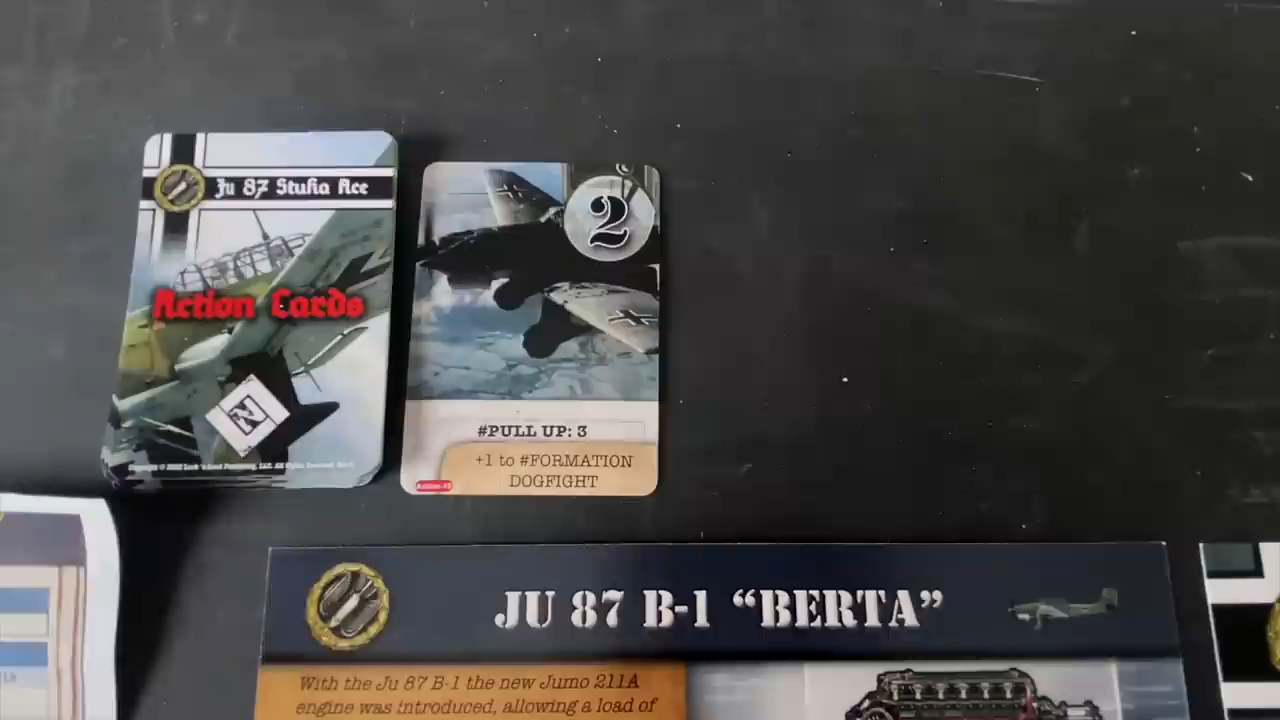 Ju 87 Stuka Ace
Action Cards
N
2
#PULL UP: 3
+1 to #FORMATION
DOGFIGHT
JU 87 B-1 “BERTA”
With the Ju 87 B-1 the new Jumo 211A
engine was introduced, allowing a load of